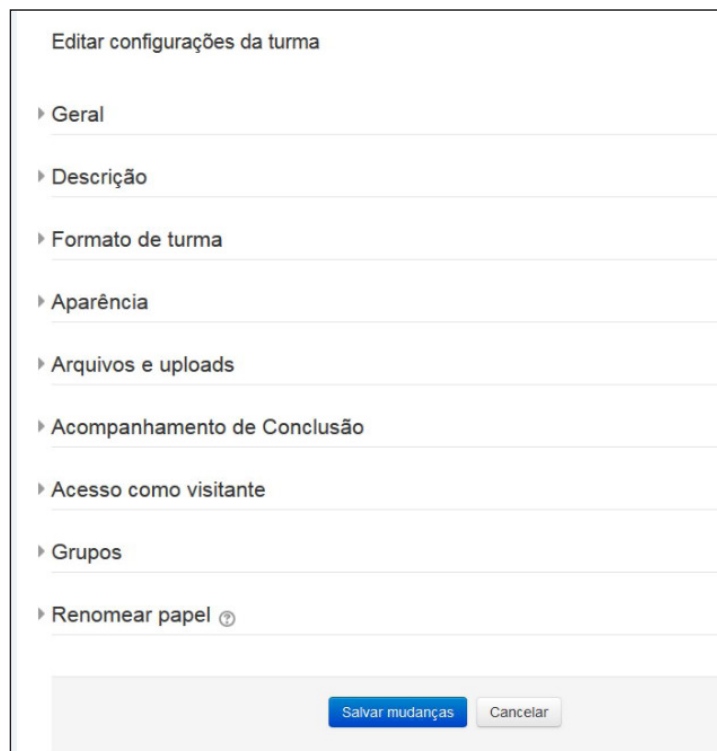 Editar configurações da turma
Geral
Descrição
Formato de turma
Aparência
Arquivos e uploads
Acompanhamento de Conclusão
Acesso como visitante
Grupos
Renomear papel ?
Salvar mudanças Cancelar